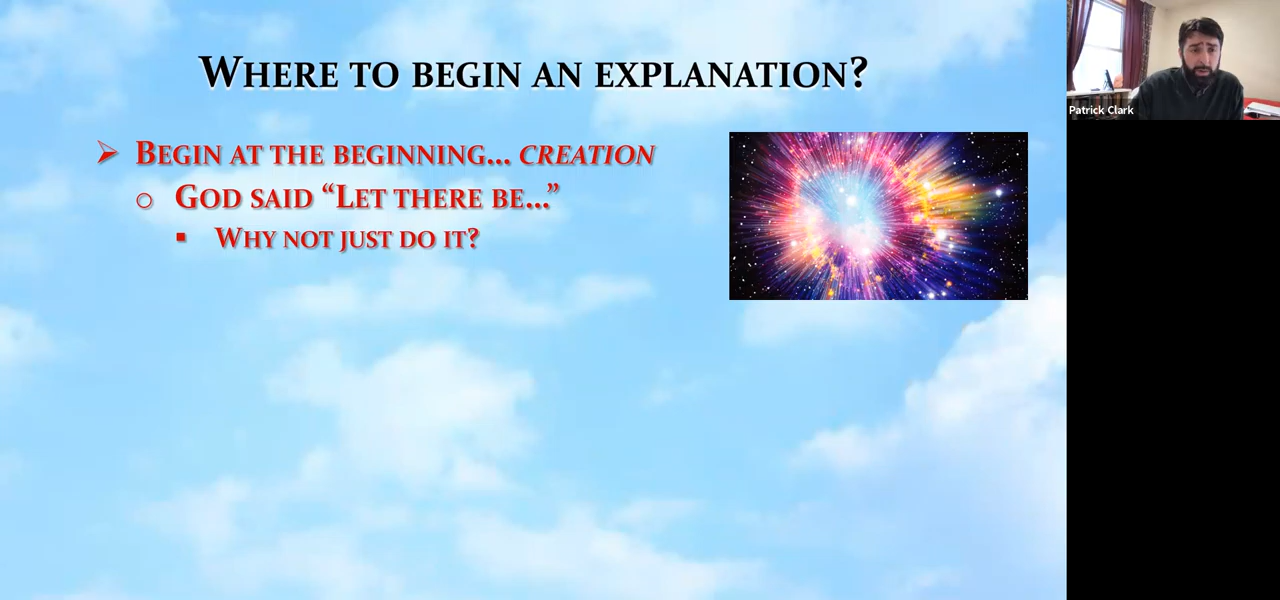 WHERE TO BEGIN AN EXPLANATION?
BEGIN AT THE BEGINNING... CREATION
GOD SAID “LET THERE BE...”
WHY NOT JUST DO IT?
Patrick Clark